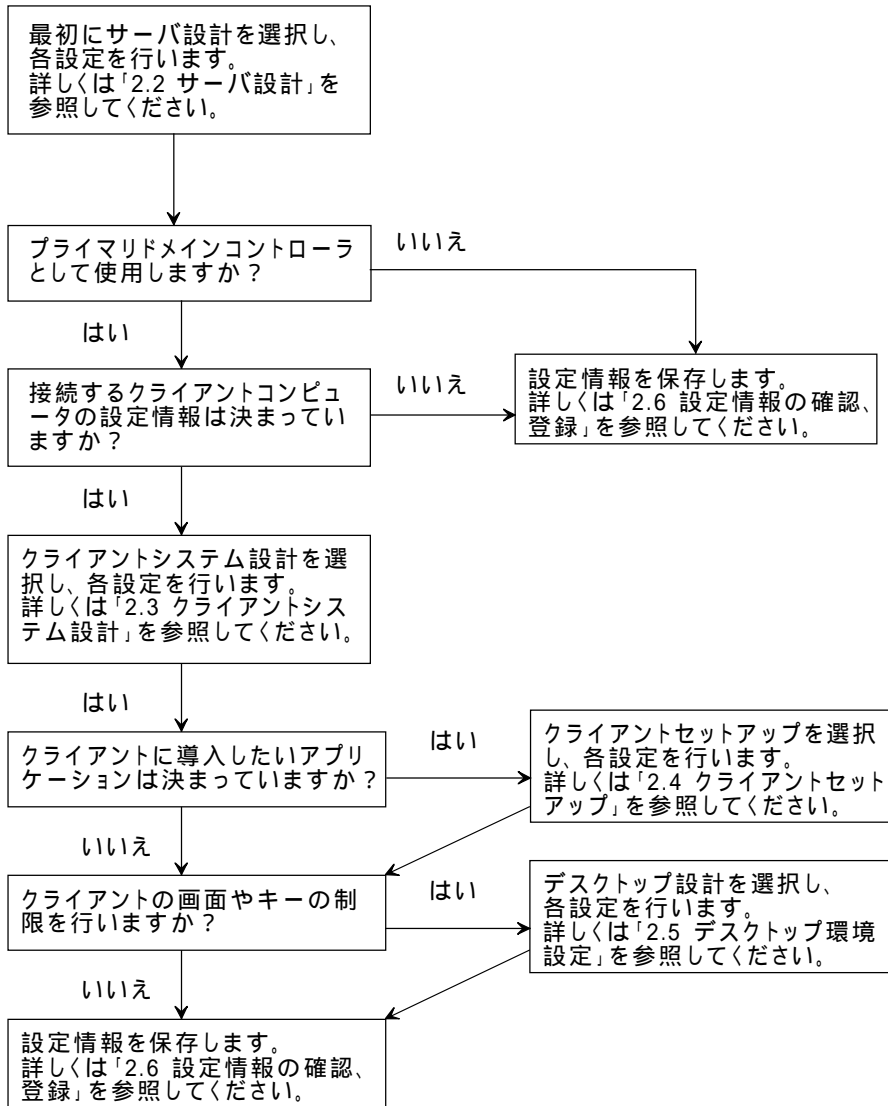 最初にサーバ設計を選択し、
各設定を行います。
詳しくは「2.2 サーバ設計」を
参照してください。
プライマリドメインコントローラ
として使用しますか？
いいえ
はい
接続するクライアントコンピュ
ータの設定情報は決まってい
ますか？
いいえ
設定情報を保存します。
詳しくは「2.6 設定情報の確認、
登録」を参照してください。
はい
クライアントシステム設計を選
択し、各設定を行います。
詳しくは「2.3 クライアントシス
テム設計」を参照してください。
はい
クライアントに導入したいアプリ
ケーションは決まっていますか？
はい
クライアントセットアップを選択
し、各設定を行います。
詳しくは「2.4 クライアントセット
アップ」を参照してください。
いいえ
クライアントの画面やキーの制
限を行いますか？
はい
デスクトップ設計を選択し、
各設定を行います。
詳しくは「2.5 デスクトップ環境
設定」を参照してください。
いいえ
設定情報を保存します。
詳しくは「2.6 設定情報の確認、
登録」を参照してください。